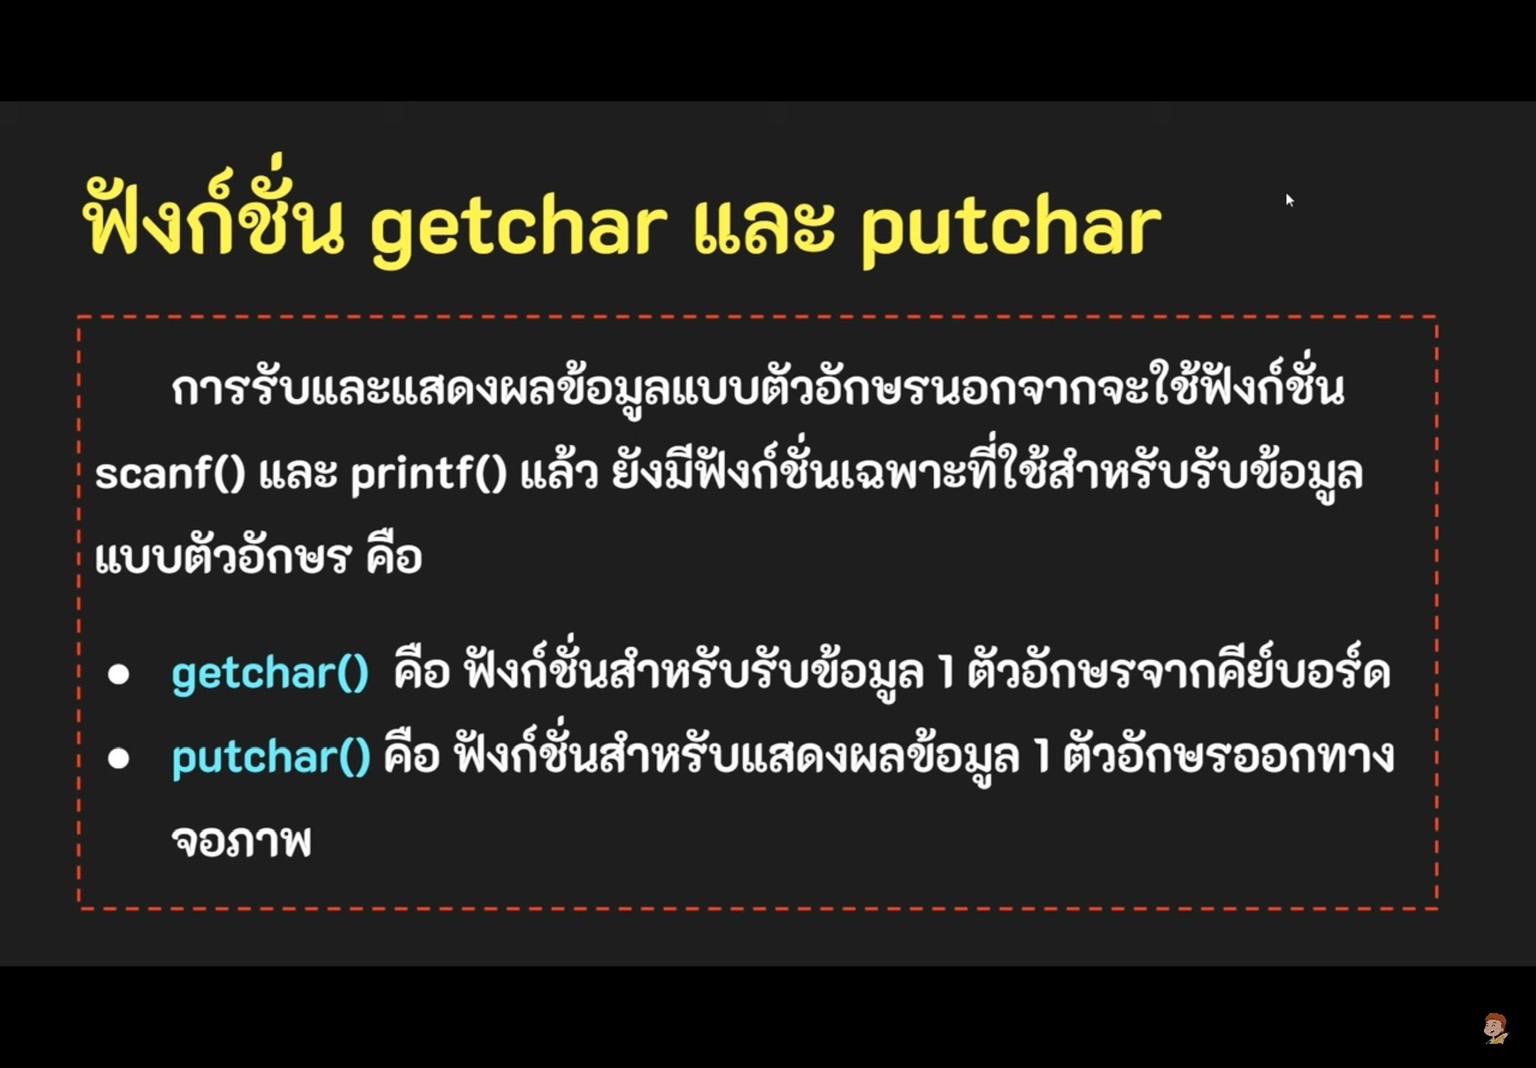 ฟังก์ชั่น getchar และ putchar
การรับและแสดงผลข้อมูลแบบตัวอักษรนอกจากจะใช้ฟังก์ชั่น
scanf() และ printf() แล้ว ยังมีฟังก์ชั่นเฉพาะที่ใช้สำหรับรับข้อมูล
แบบตัวอักษร คือ
● getchar() คือ ฟังก์ชั่นสำหรับรับข้อมูล 1 ตัวอักษรจากคีย์บอร์ด
● putchar() คือ ฟังก์ชั่นสำหรับแสดงผลข้อมูล 1 ตัวอักษรออกทาง
จอภาพ